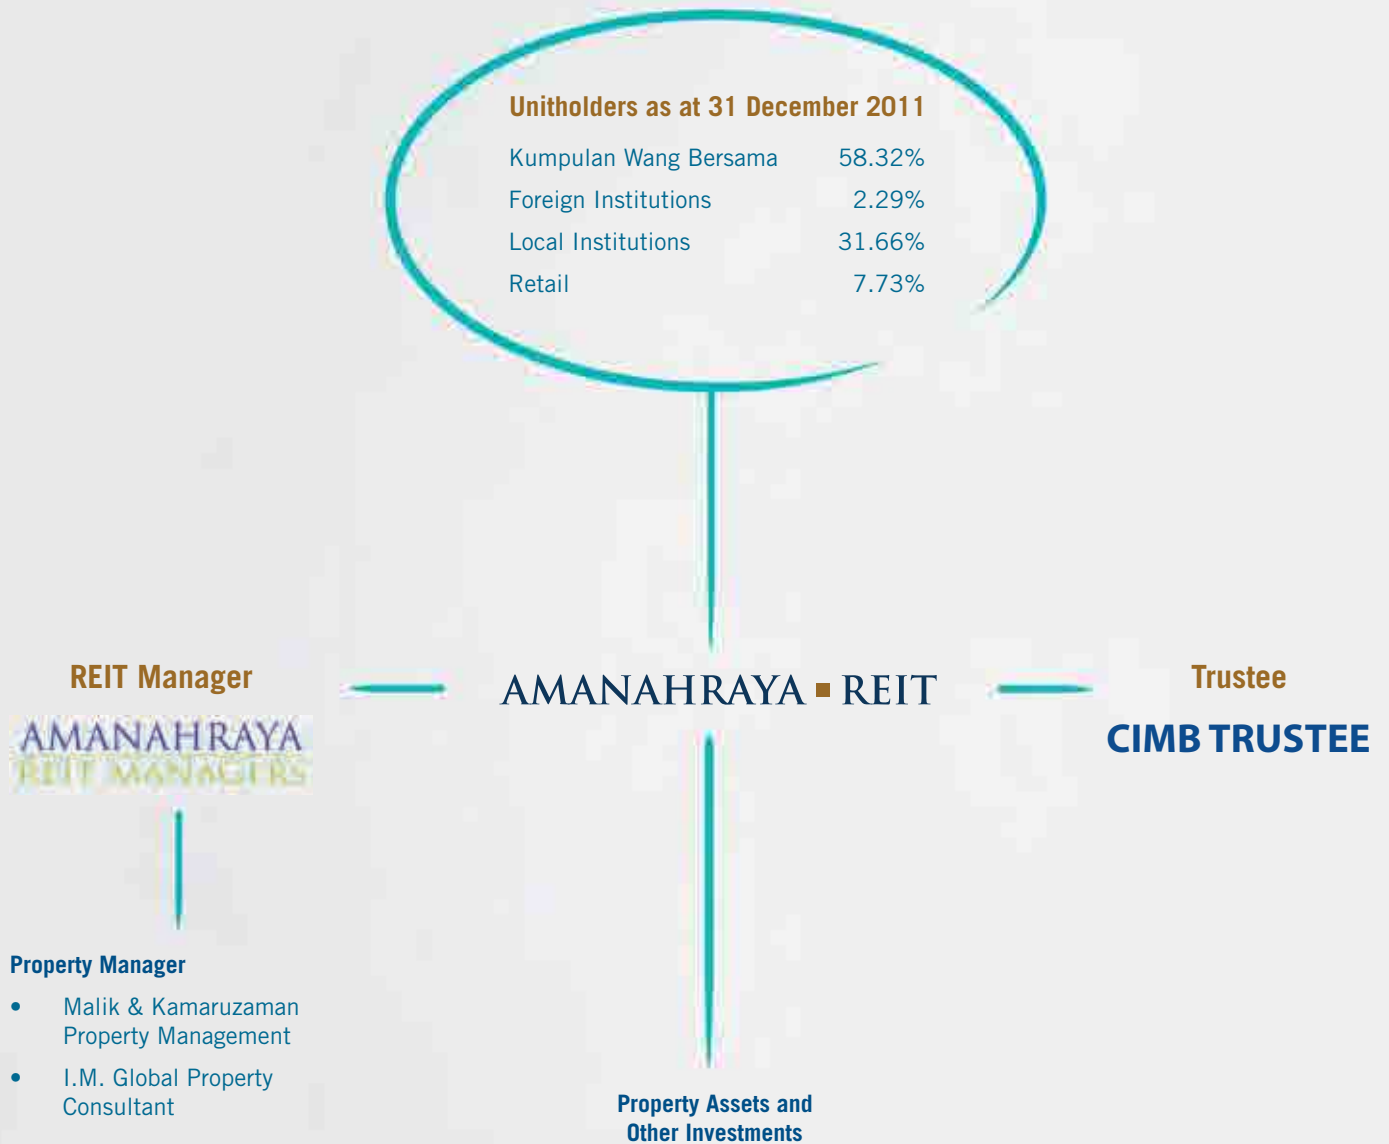 Unitholders as at 31 December 2011
Kumpulan Wang Bersama 58.32%
Foreign Institutions 2.29%
Local Institutions 31.66%
Retail 7.73%
REIT Manager
AMANAHRAYA
REIT MANAGERS
AMANAHRAYA ▪ REIT
Trustee
CIMB TRUSTEE
Property Manager
• Malik & Kamaruzaman
Property Management
• I.M. Global Property
Consultant
Property Assets and
Other Investments